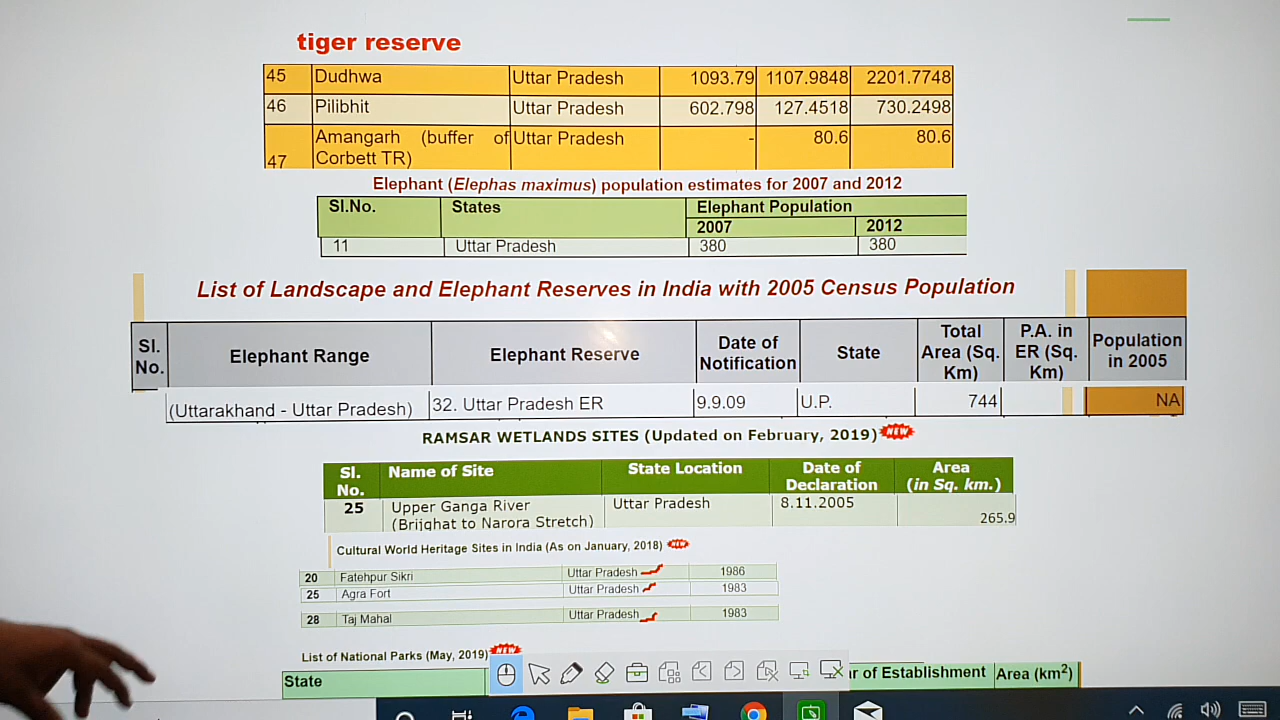 tiger reserve
45 Dudhwa Uttar Pradesh 1093.79 1107.9848 2201.7748
46 Pilibhit Uttar Pradesh 602.798 127.4518 730.2498
47 Amangarh (buffer of Corbett TR) Uttar Pradesh - 80.6 80.6
Elephant (Elephas maximus) population estimates for 2007 and 2012
Sl.No. States Elephant Population
2007 2012
11 Uttar Pradesh 380 380
List of Landscape and Elephant Reserves in India with 2005 Census Population
Sl. No. Elephant Range Elephant Reserve Date of Notification State Total Area (Sq. Km) P.A. in ER (Sq. Km) Population in 2005
(Uttarakhand - Uttar Pradesh) 32. Uttar Pradesh ER 9.9.09 U.P. 744 NA
RAMSAR WETLANDS SITES (Updated on February, 2019) NEW
Sl. No. Name of Site State Location Date of Declaration Area (in Sq. km.)
25 Upper Ganga River (Brijghat to Narora Stretch) Uttar Pradesh 8.11.2005 265.9
Cultural World Heritage Sites in India (As on January, 2018) NEW
20 Fatehpur Sikri Uttar Pradesh 1986
25 Agra Fort Uttar Pradesh 1983
28 Taj Mahal Uttar Pradesh 1983
List of National Parks (May, 2019) NEW
State r of Establishment Area (km²)